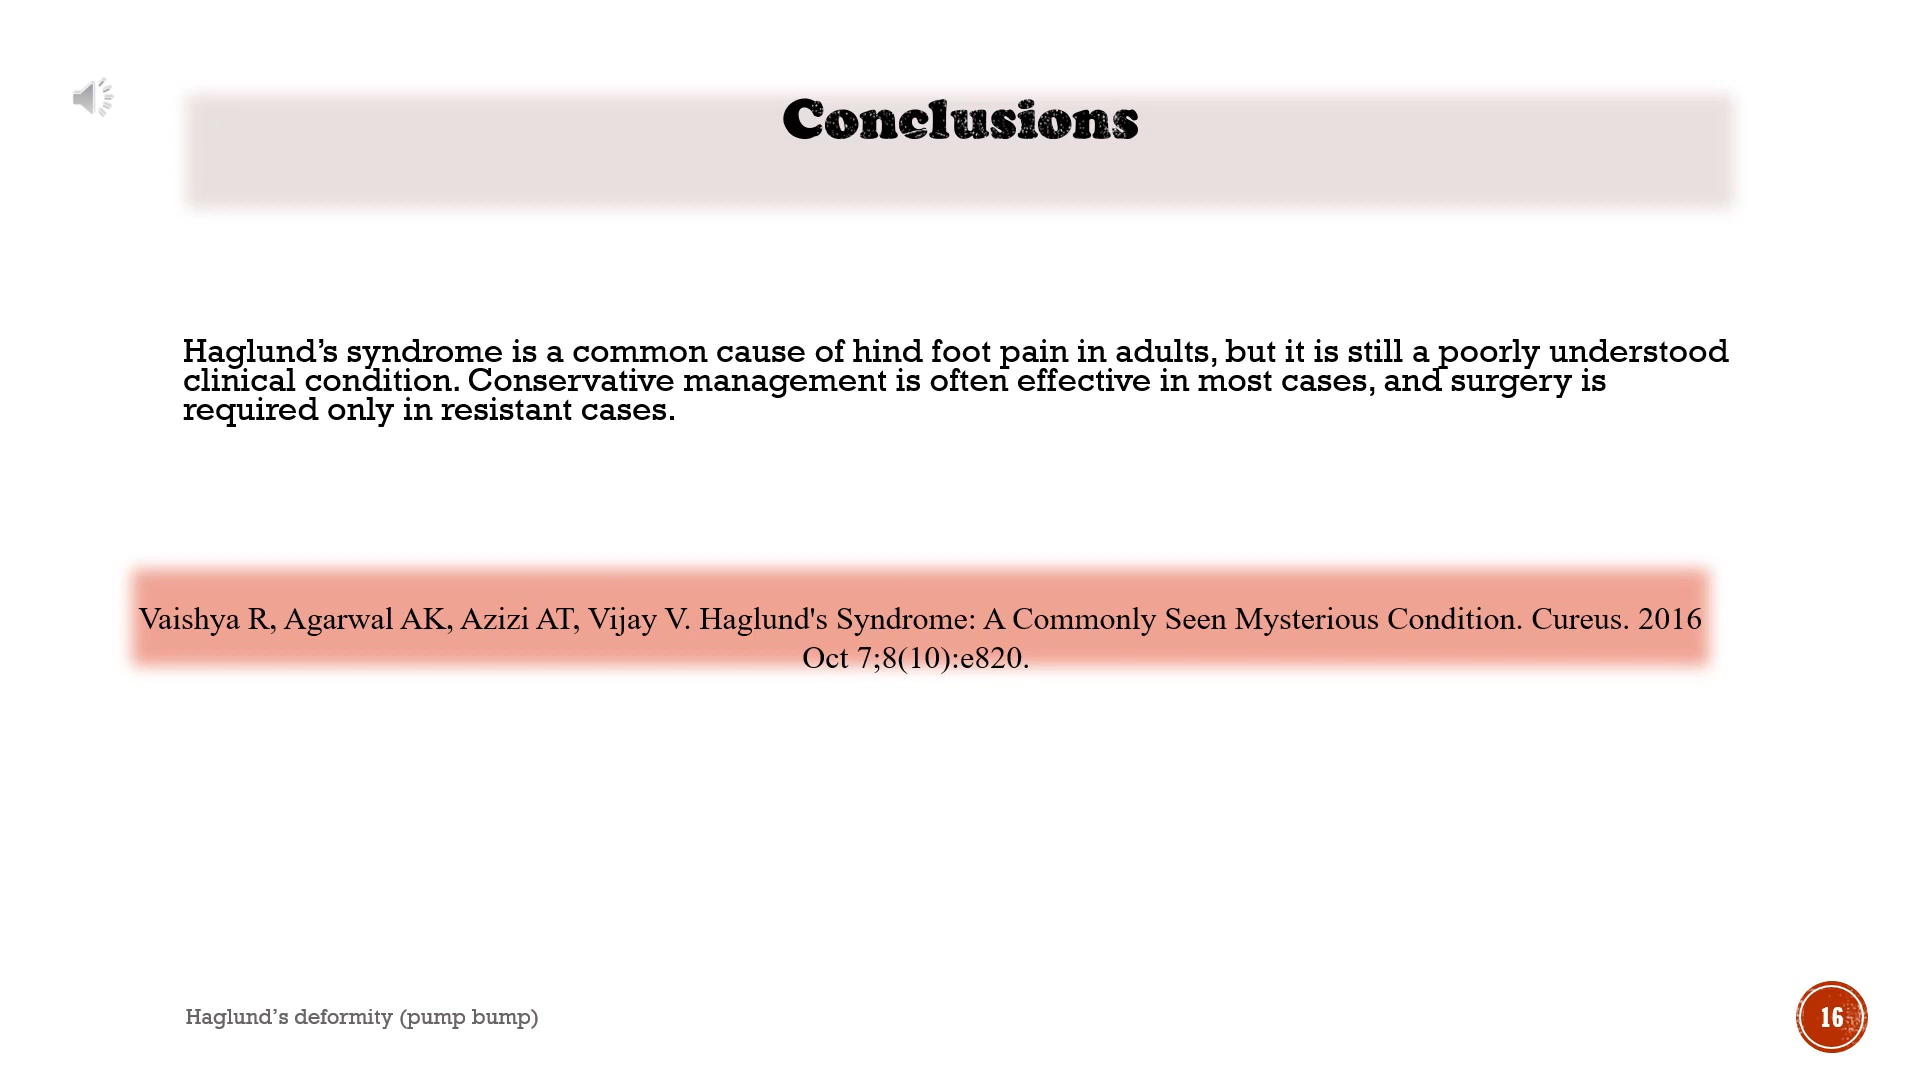 Conclusions
Haglund’s syndrome is a common cause of hind foot pain in adults, but it is still a poorly understood
clinical condition. Conservative management is often effective in most cases, and surgery is
required only in resistant cases.
Vaishya R, Agarwal AK, Azizi AT, Vijay V. Haglund's Syndrome: A Commonly Seen Mysterious Condition. Cureus. 2016
Oct 7;8(10):e820.
Haglund’s deformity (pump bump)
16